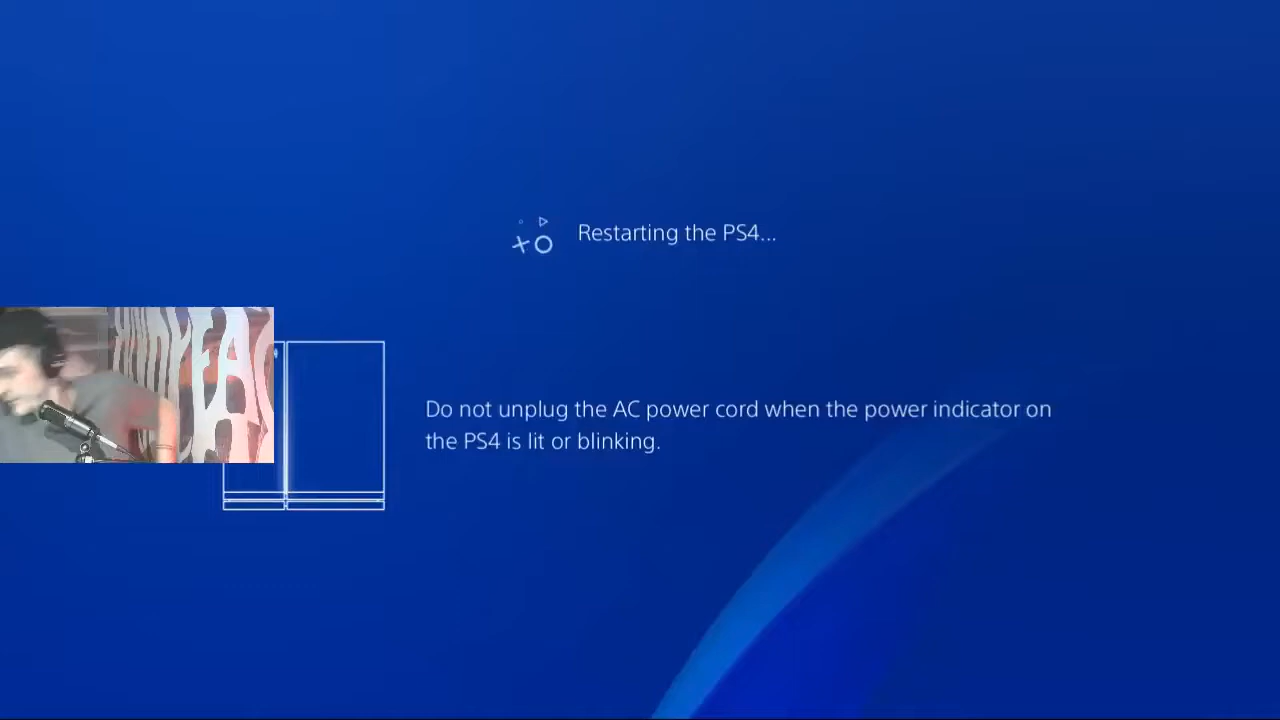 Restarting the PS4...
Do not unplug the AC power cord when the power indicator on
the PS4 is lit or blinking.